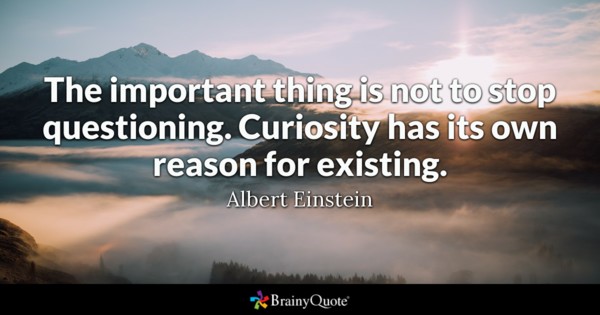 The important thing is not to stop
questioning. Curiosity has its own
reason for existing.
Albert Einstein
BrainyQuote®